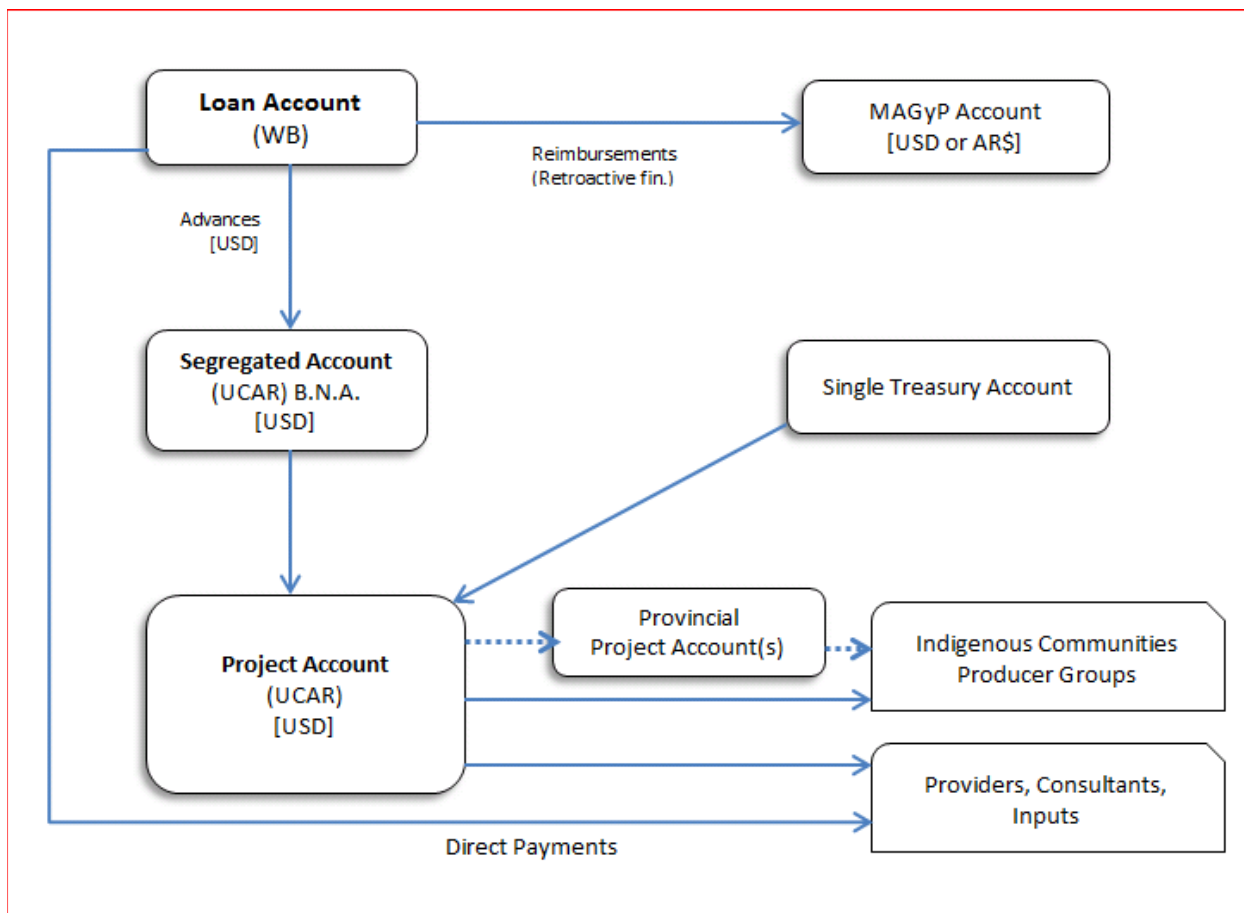 Loan Account
(WB)
MAGyP Account
[USD or AR$]
Reimbursements
(Retroactive fin.)
Advances
[USD]
Segregated Account
(UCAR) B.N.A.
[USD]
Single Treasury Account
Provincial
Project Account(s)
Indigenous Communities
Producer Groups
Project Account
(UCAR)
[USD]
Providers, Consultants,
Inputs
Direct Payments